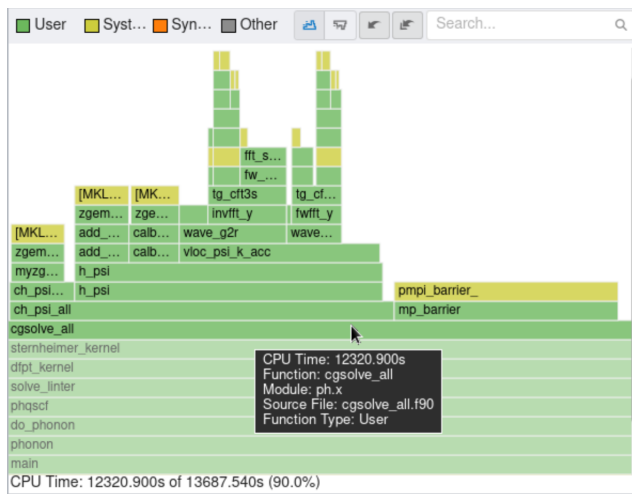 User Syst... Syn... Other Search...
fft_s...
fw_...
[MKL... [MK... tg_cft3s tg_cf...
zgem... zge... invfft_y fwfft_y
[MKL... add_... calb... wave_g2r wave...
zgem... add_... calb... vloc_psi_k_acc
myzg... h_psi
ch_psi... h_psi pmpi_barrier_
ch_psi_all mp_barrier
cgsolve_all
sternheimer_kernel
dfpt_kernel
solve_linter
phqscf
do_phonon
phonon
main
CPU Time: 12320.900s
Function: cgsolve_all
Module: ph.x
Source File: cgsolve_all.f90
Function Type: User
CPU Time: 12320.900s of 13687.540s (90.0%)